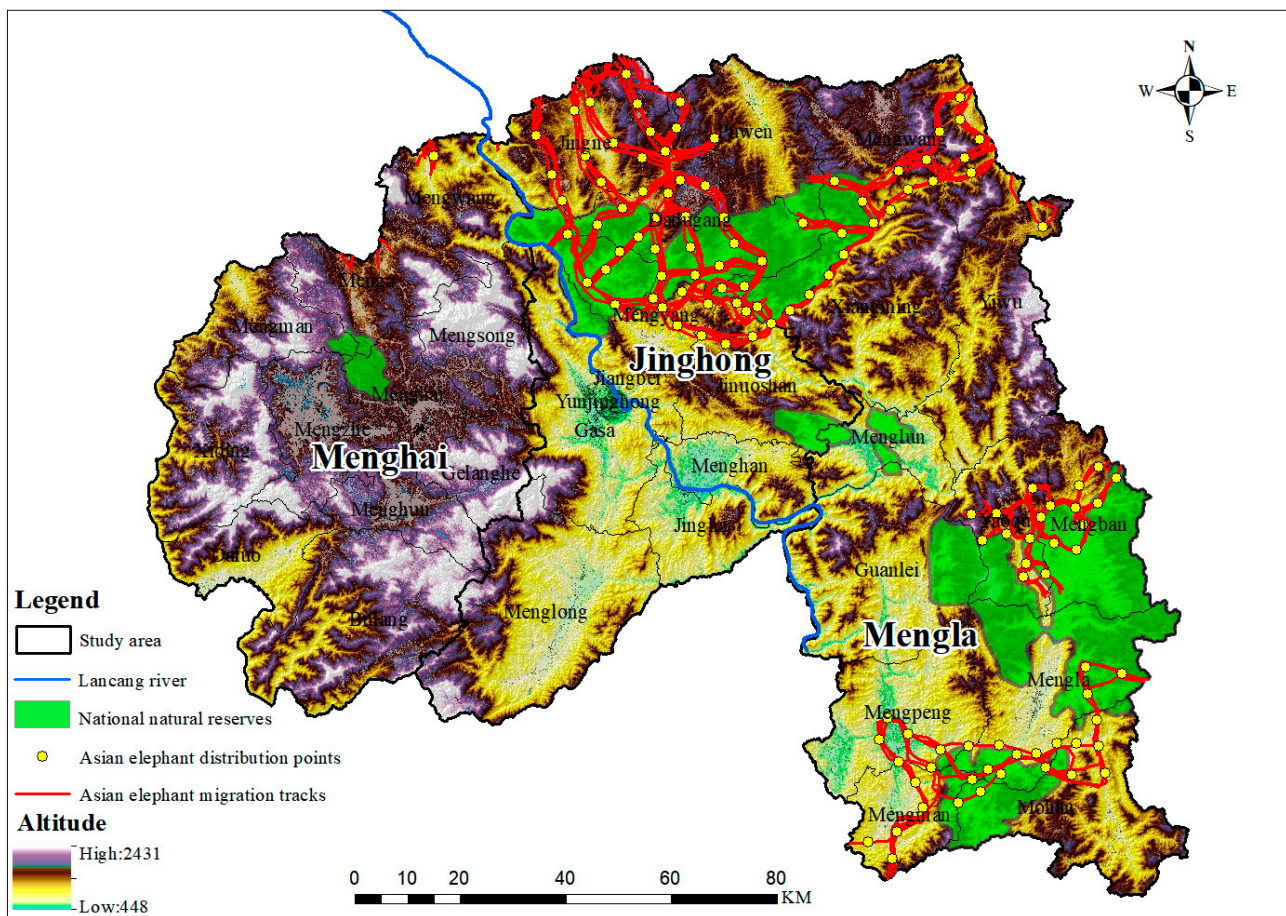 N
W E
S
Jingne
Puwen
Mengwang
Mengwang
Dadugang
Menga
Mengyang
Xiangming
Yiwu
Mengman
Mengsong
Jinghong
Jiangbei
Jinuoshan
Menghai
Yunjinghong
Mengzhe
Gasa
Menglun
Xiding
Menghai
Gelanghe
Menghan
Menghun
Jingha
Yaoqu
Mengban
Daluo
Guanlei
Menglong
Bulang
Mengla
Mengla
Mengpeng
Mengman
Mohan
Legend
Study area
Lancang river
National natural reserves
Asian elephant distribution points
Asian elephant migration tracks
Altitude
High:2431
Low:448
0 10 20 40 60 80
KM